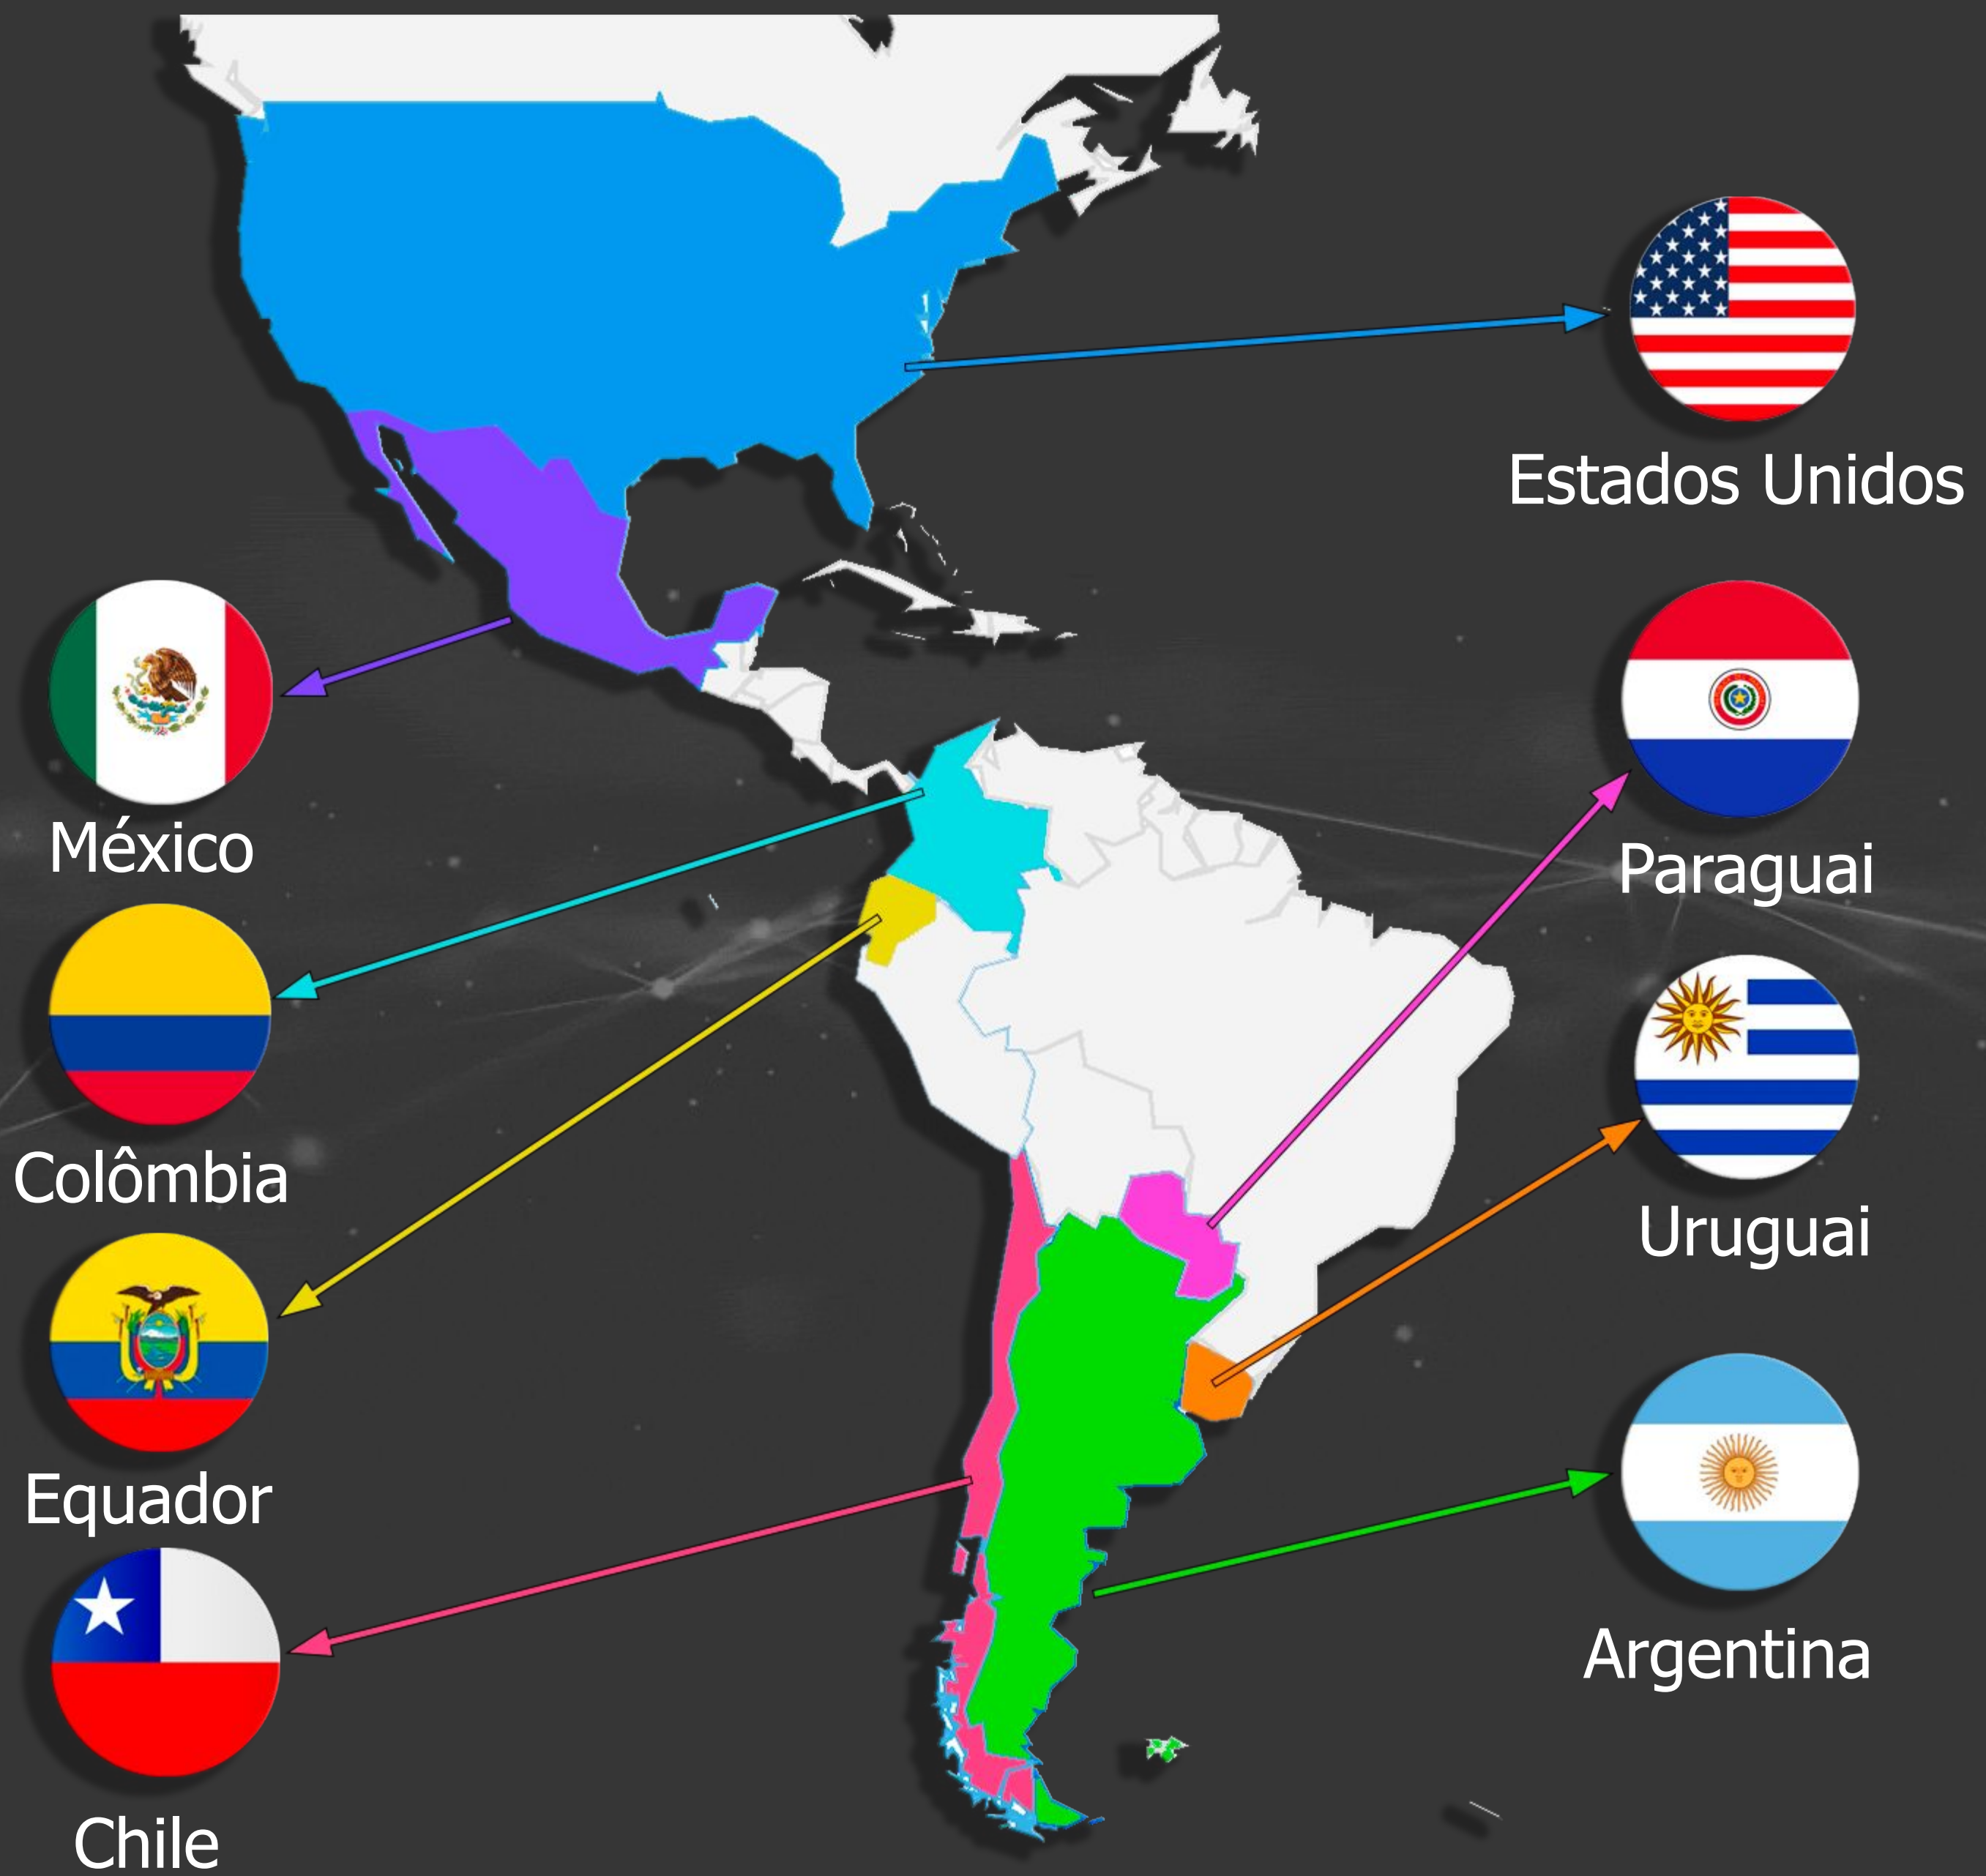 Estados Unidos
México
Paraguai
Colômbia
Uruguai
Equador
Argentina
Chile